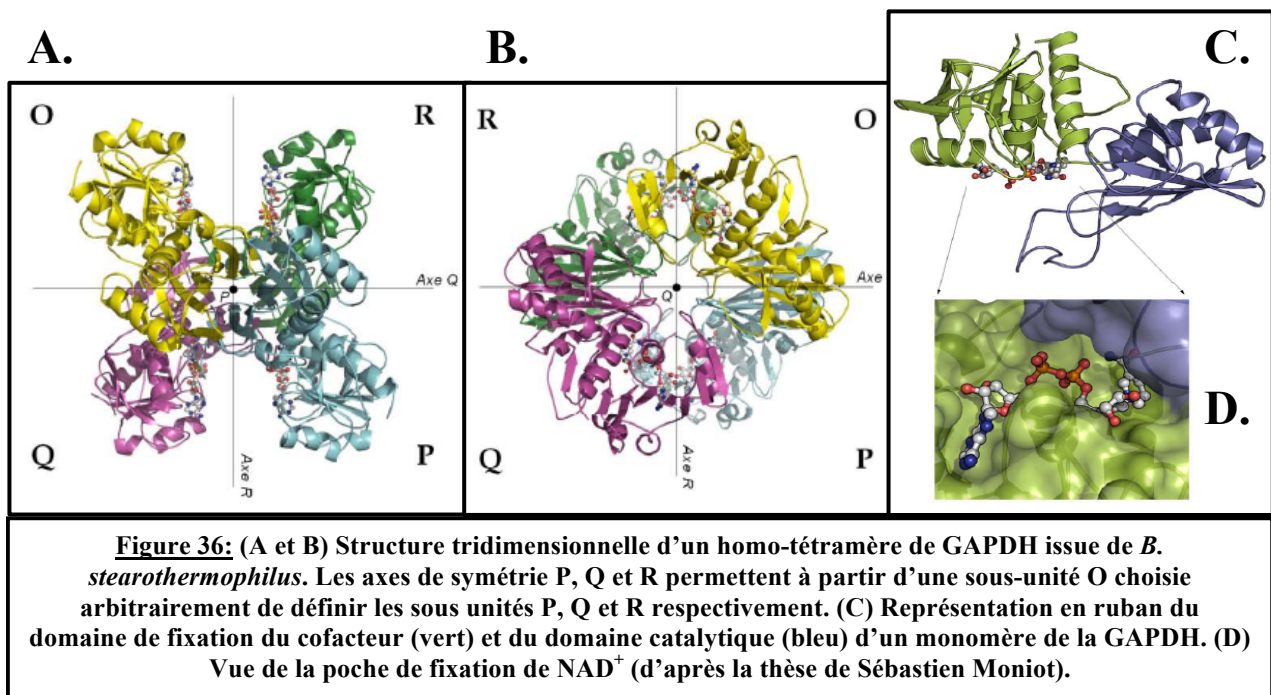 A.
B.
C.
O
R
P
Axe Q
Q
P
Axe R
R
O
Q
Axe
Q
P
Axe R
D.
Figure 36: (A et B) Structure tridimensionnelle d'un homo-tétramère de GAPDH issue de B.
stearothermophilus. Les axes de symétrie P, Q et R permettent à partir d'une sous-unité O choisie
arbitrairement de définir les sous unités P, Q et R respectivement. (C) Représentation en ruban du
domaine de fixation du cofacteur (vert) et du domaine catalytique (bleu) d'un monomère de la GAPDH. (D)
Vue de la poche de fixation de NAD⁺ (d'après la thèse de Sébastien Moniot).